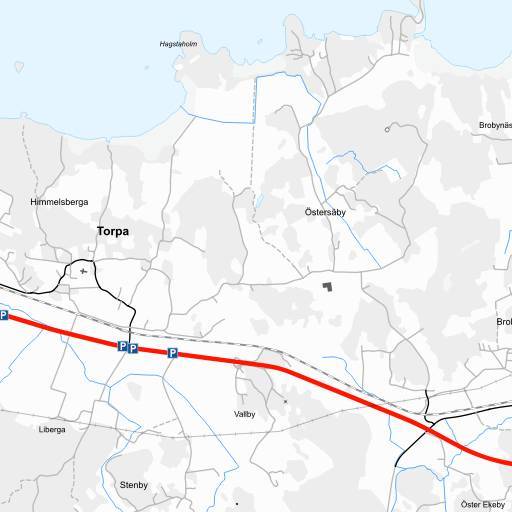 Hagstaholm
Brobynäs
Himmelsberga
Östersäby
Torpa
P
Brob
P P P
Vallby
Liberga
Stenby
Öster Ekeby